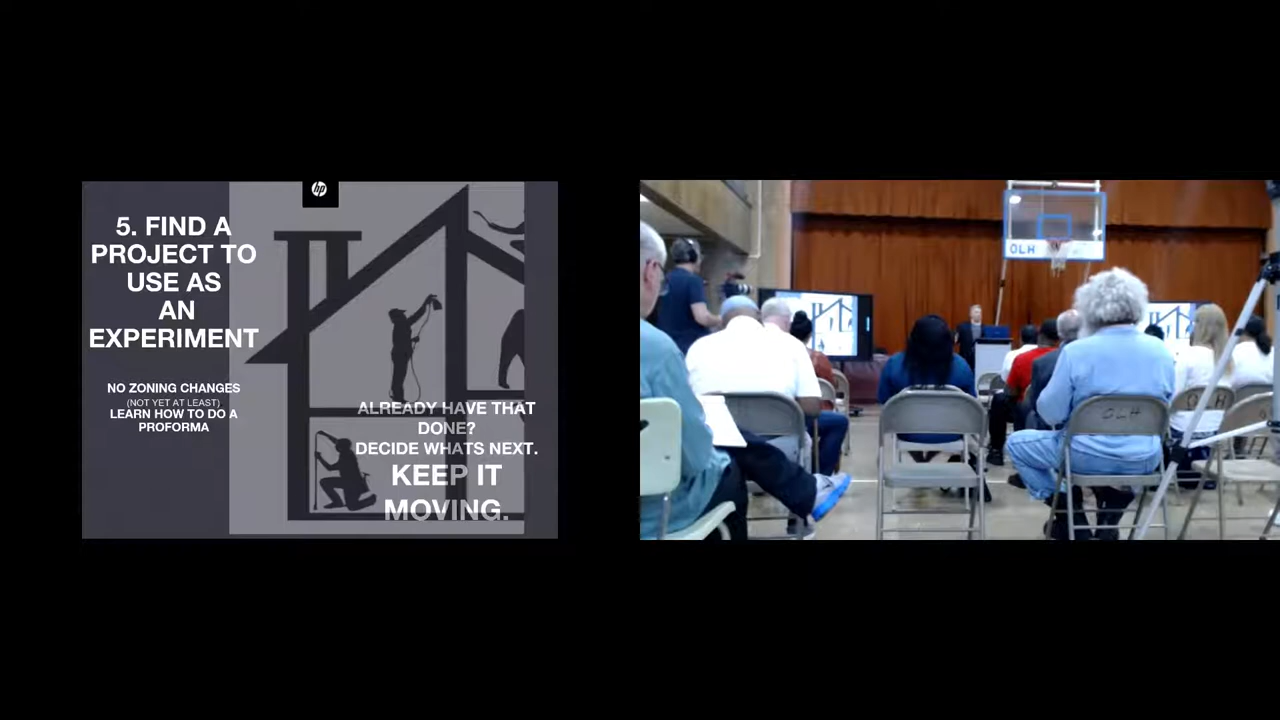 hp
5. FIND A
PROJECT TO
USE AS
AN
EXPERIMENT
NO ZONING CHANGES
(NOT YET AT LEAST)
LEARN HOW TO DO A
PROFORMA
ALREADY HAVE THAT
DONE?
DECIDE WHATS NEXT.
KEEP IT
MOVING.
OLH
OLH